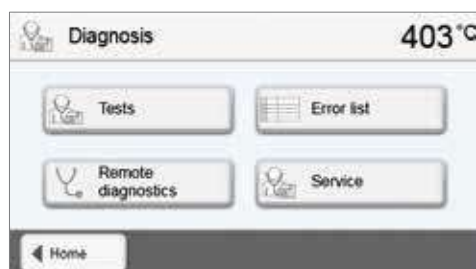 Diagnosis
403 °C
Tests
Error list
Remote
diagnostics
Service
Home